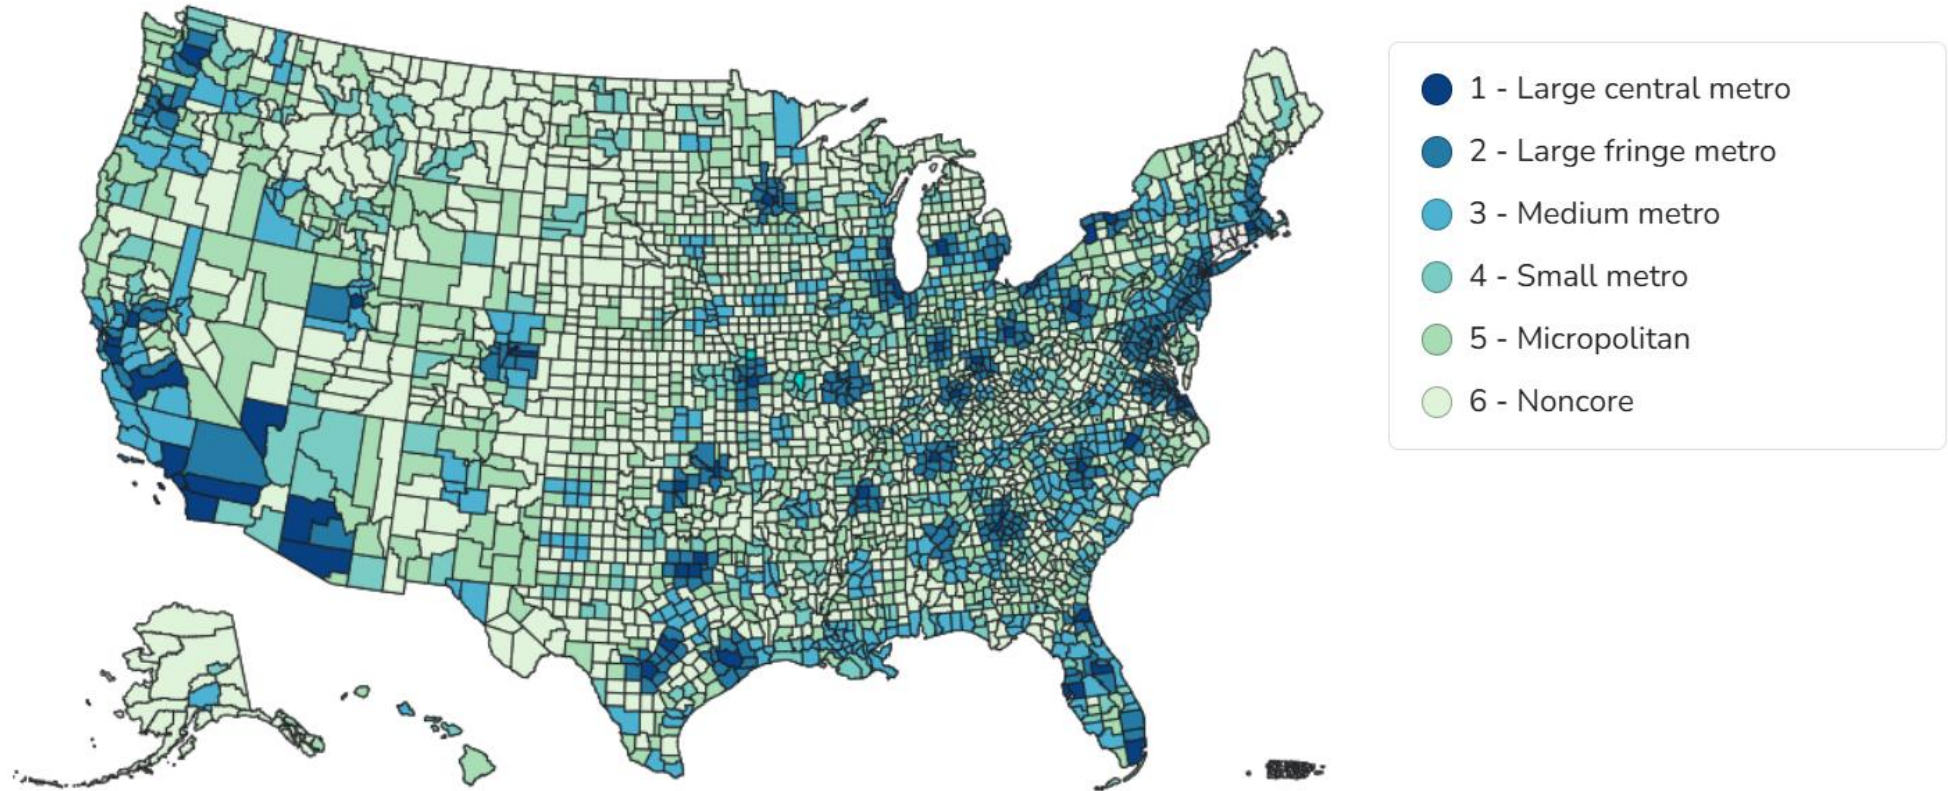 1 - Large central metro
2 - Large fringe metro
3 - Medium metro
4 - Small metro
5 - Micropolitan
6 - Noncore